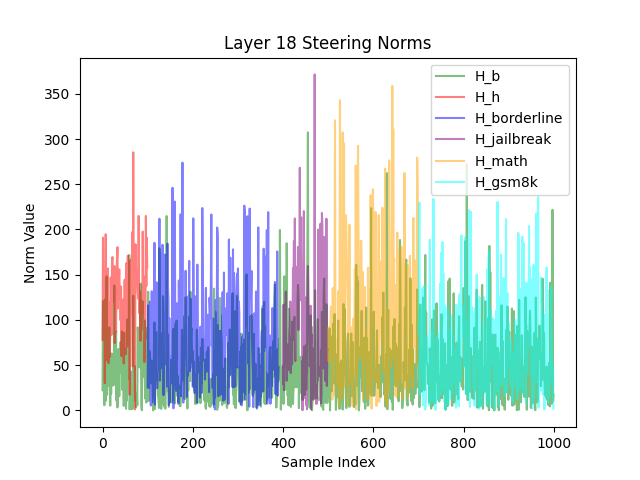 Layer 18 Steering Norms
Norm Value
350
300
250
200
150
100
50
0
H_b
H_h
H_borderline
H_jailbreak
H_math
H_gsm8k
0
200
400
600
800
1000
Sample Index